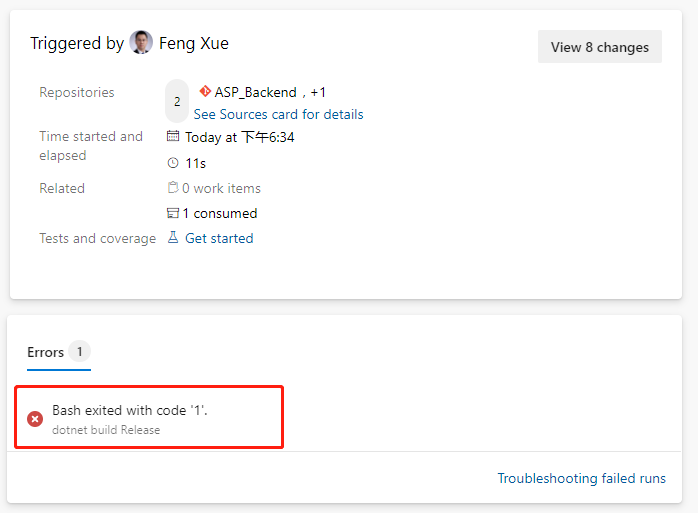 Triggered by Feng Xue
View 8 changes
Repositories
2
ASP_Backend , +1
See Sources card for details
Time started and elapsed
Today at 下午6:34
11s
Related
0 work items
1 consumed
Tests and coverage
Get started
Errors 1
Bash exited with code '1'.
dotnet build Release
Troubleshooting failed runs